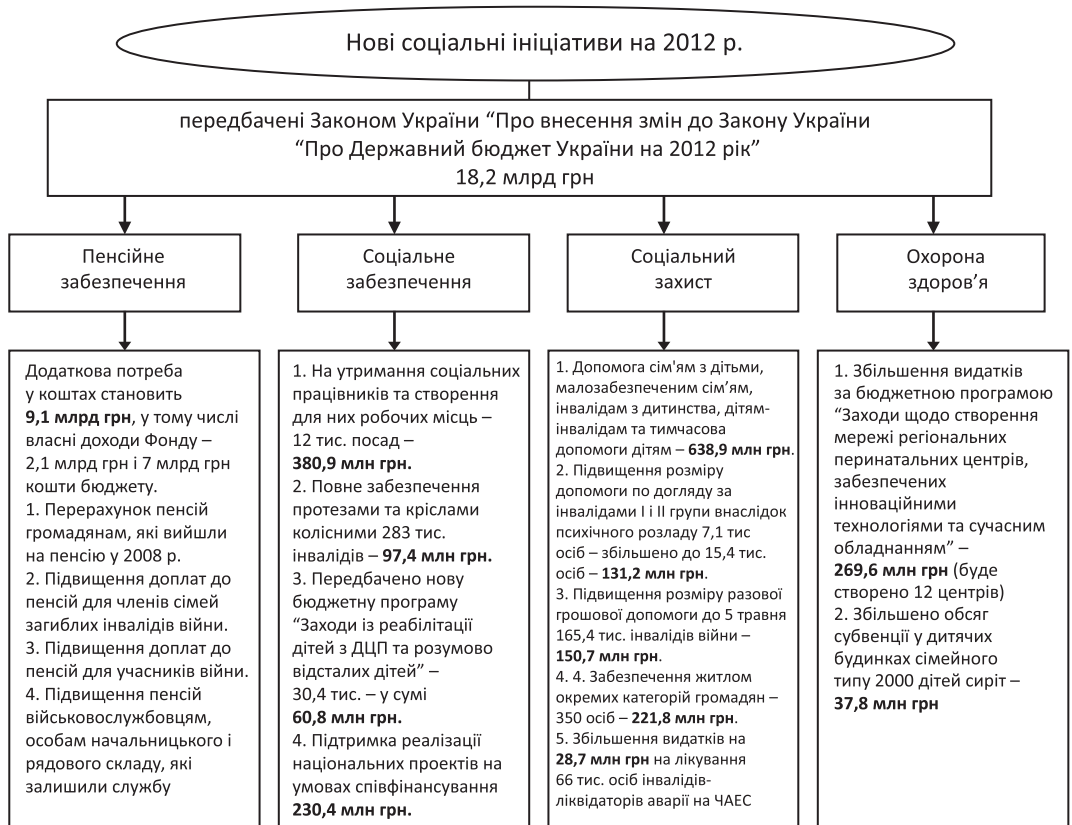 Нові соціальні ініціативи на 2012 р.
передбачені Законом України “Про внесення змін до Закону України
“Про Державний бюджет України на 2012 рік”
18,2 млрд грн
Пенсійне
забезпечення
Соціальне
забезпечення
Соціальний
захист
Охорона
здоров’я
Додаткова потреба
у коштах становить
9,1 млрд грн, у тому числі
власні доходи Фонду –
2,1 млрд грн і 7 млрд грн
кошти бюджету.
1. Перерахунок пенсій
громадянам, які вийшли
на пенсію у 2008 р.
2. Підвищення доплат до
пенсій для членів сімей
загиблих інвалідів війни.
3. Підвищення доплат до
пенсій для учасників війни.
4. Підвищення пенсій
військовослужбовцям,
особам начальницького і
рядового складу, які
залишили службу
1. На утримання соціальних
працівників та створення
для них робочих місць –
12 тис. посад –
380,9 млн грн.
2. Повне забезпечення
протезами та кріслами
колісними 283 тис.
інвалідів – 97,4 млн грн.
3. Передбачено нову
бюджетну програму
“Заходи із реабілітації
дітей з ДЦП та розумово
відсталих дітей” –
30,4 тис. – у сумі
60,8 млн грн.
4. Підтримка реалізації
національних проектів на
умовах співфінансування
230,4 млн грн.
1. Допомога сім'ям з дітьми,
малозабезпеченим сім’ям,
інвалідам з дитинства, дітям-
інвалідам та тимчасова
допомоги дітям – 638,9 млн грн.
2. Підвищення розміру
допомоги по догляду за
інвалідами І і ІІ групи внаслідок
психічного розладу 7,1 тис
осіб – збільшено до 15,4 тис.
осіб – 131,2 млн грн.
3. Підвищення розміру разової
грошової допомоги до 5 травня
165,4 тис. інвалідів війни –
150,7 млн грн.
4. 4. Забезпечення житлом
окремих категорій громадян –
350 осіб – 221,8 млн грн.
5. Збільшення видатків на
28,7 млн грн на лікування
66 тис. осіб інвалідів-
ліквідаторів аварії на ЧАЕС
1. Збільшення видатків
за бюджетною програмою
“Заходи щодо створення
мережі регіональних
перинатальних центрів,
забезпечених
інноваційними
технологіями та сучасним
обладнанням” –
269,6 млн грн (буде
створено 12 центрів)
2. Збільшено обсяг
субвенції у дитячих
будинках сімейного
типу 2000 дітей сиріт –
37,8 млн грн